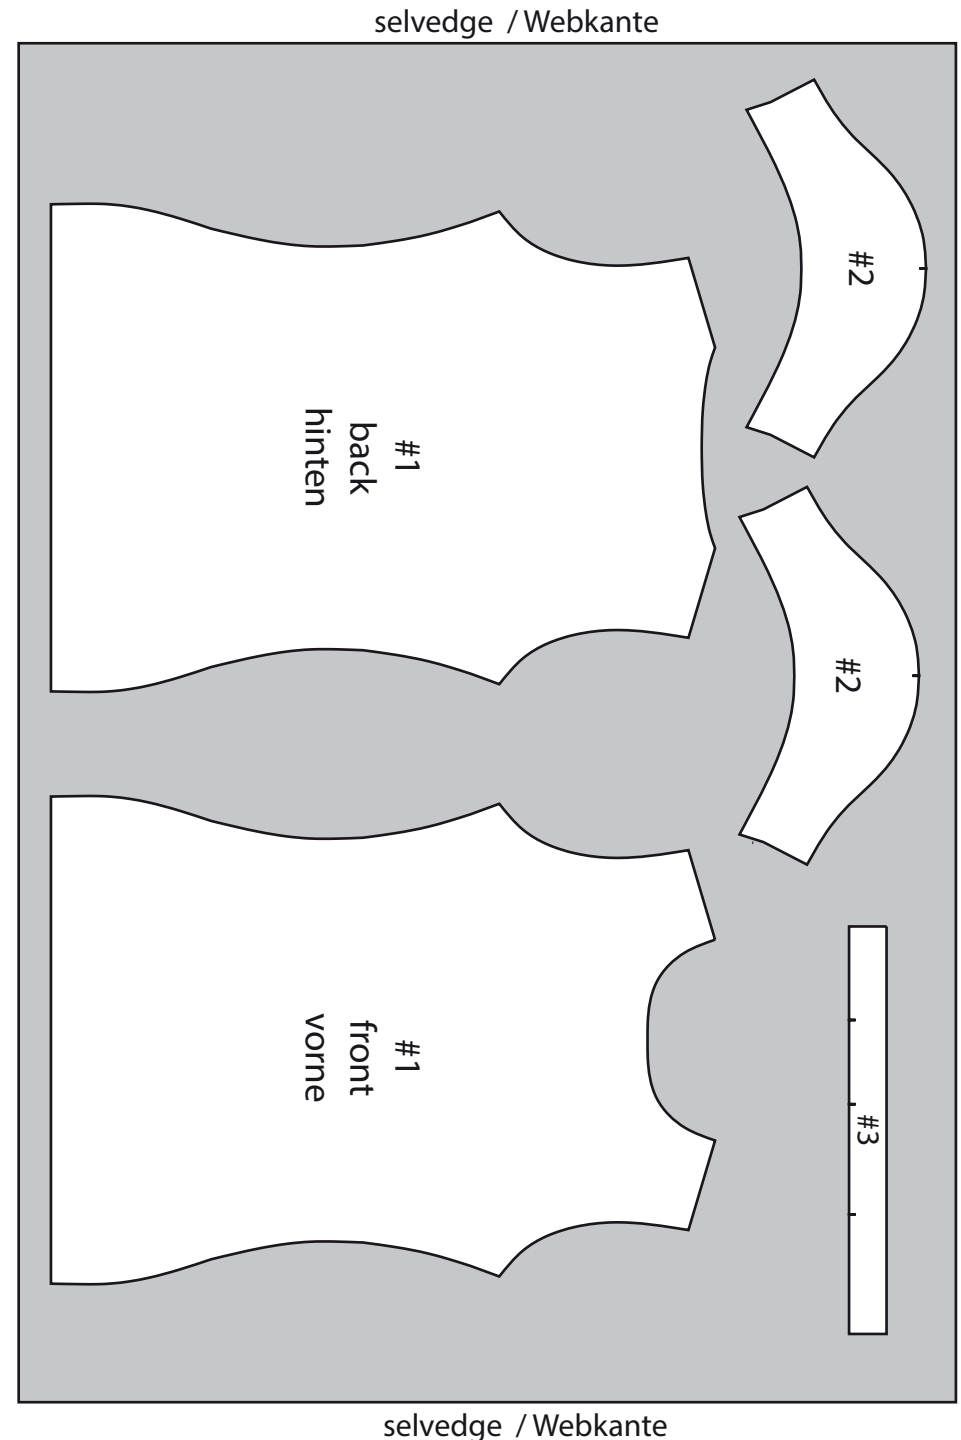 selvedge / Webkante
#2
#1
back
hinten
#2
#1
front
vorne
#3
selvedge / Webkante